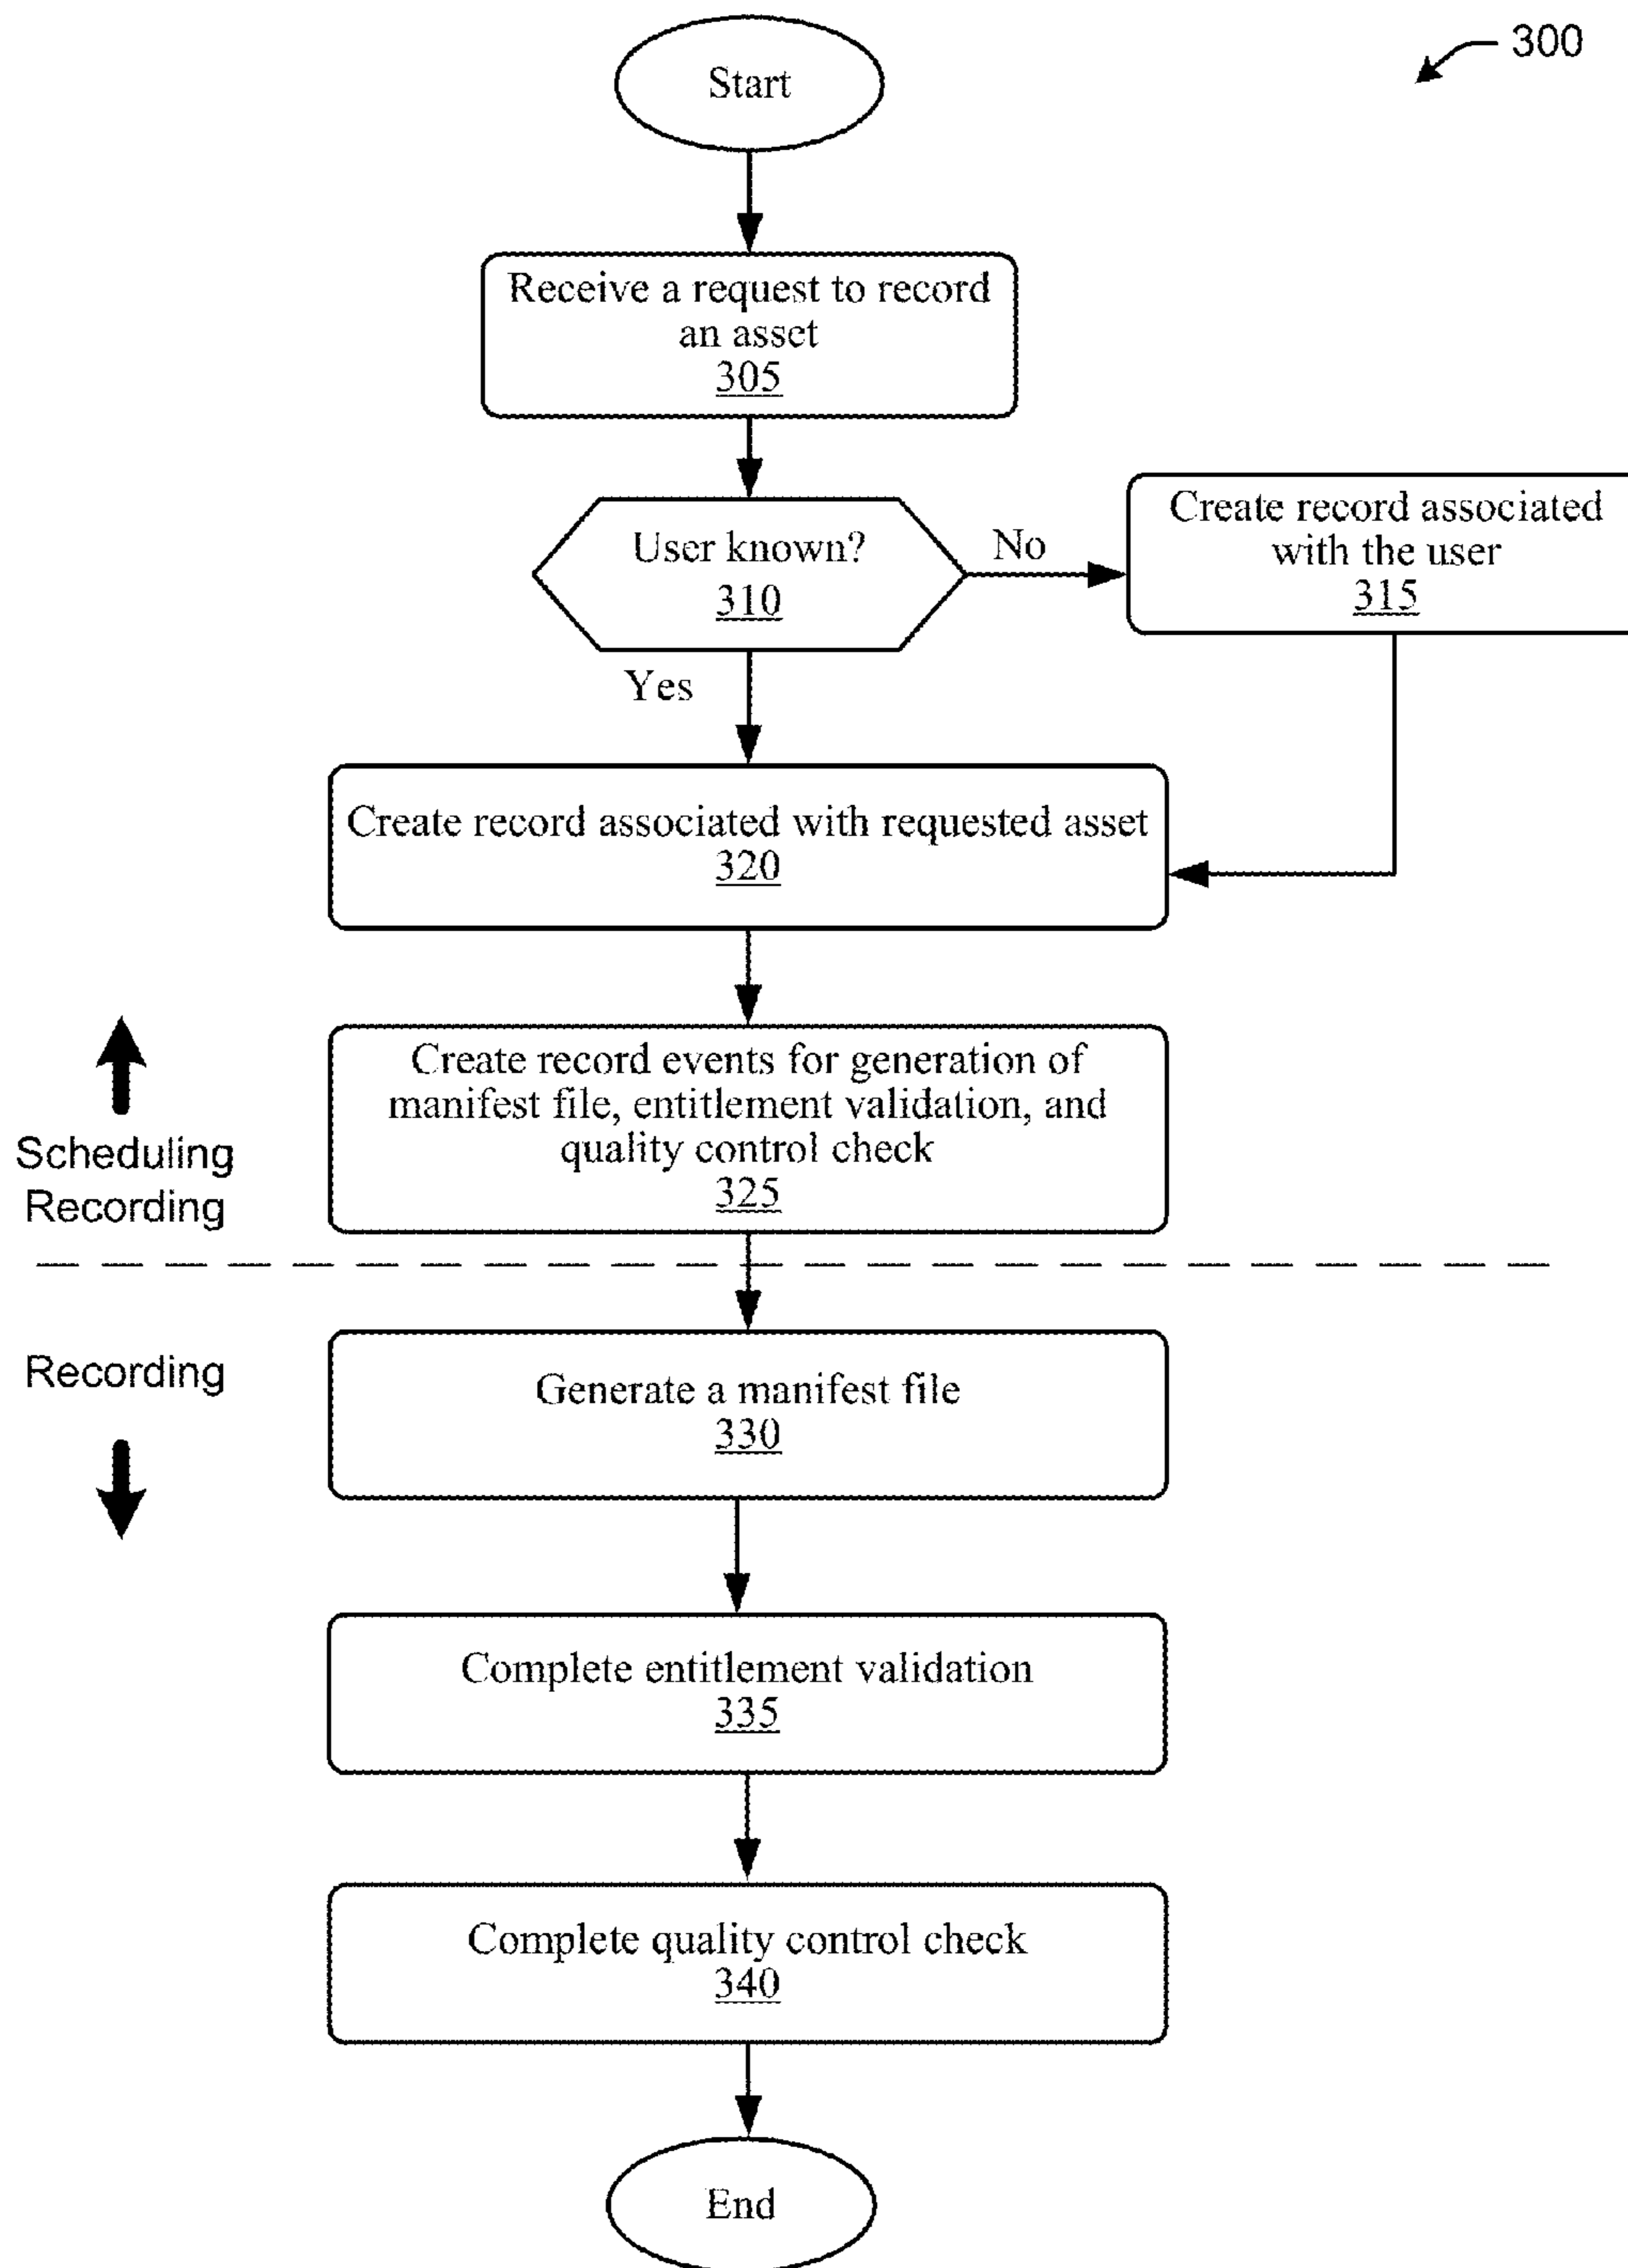 300
Start
Receive a request to record
an asset
305
User known?
310
No
Create record associated
with the user
315
Yes
Create record associated with requested asset
320
Create record events for generation of
manifest file, entitlement validation, and
quality control check
325
Scheduling
Recording
Recording
Generate a manifest file
330
Complete entitlement validation
335
Complete quality control check
340
End